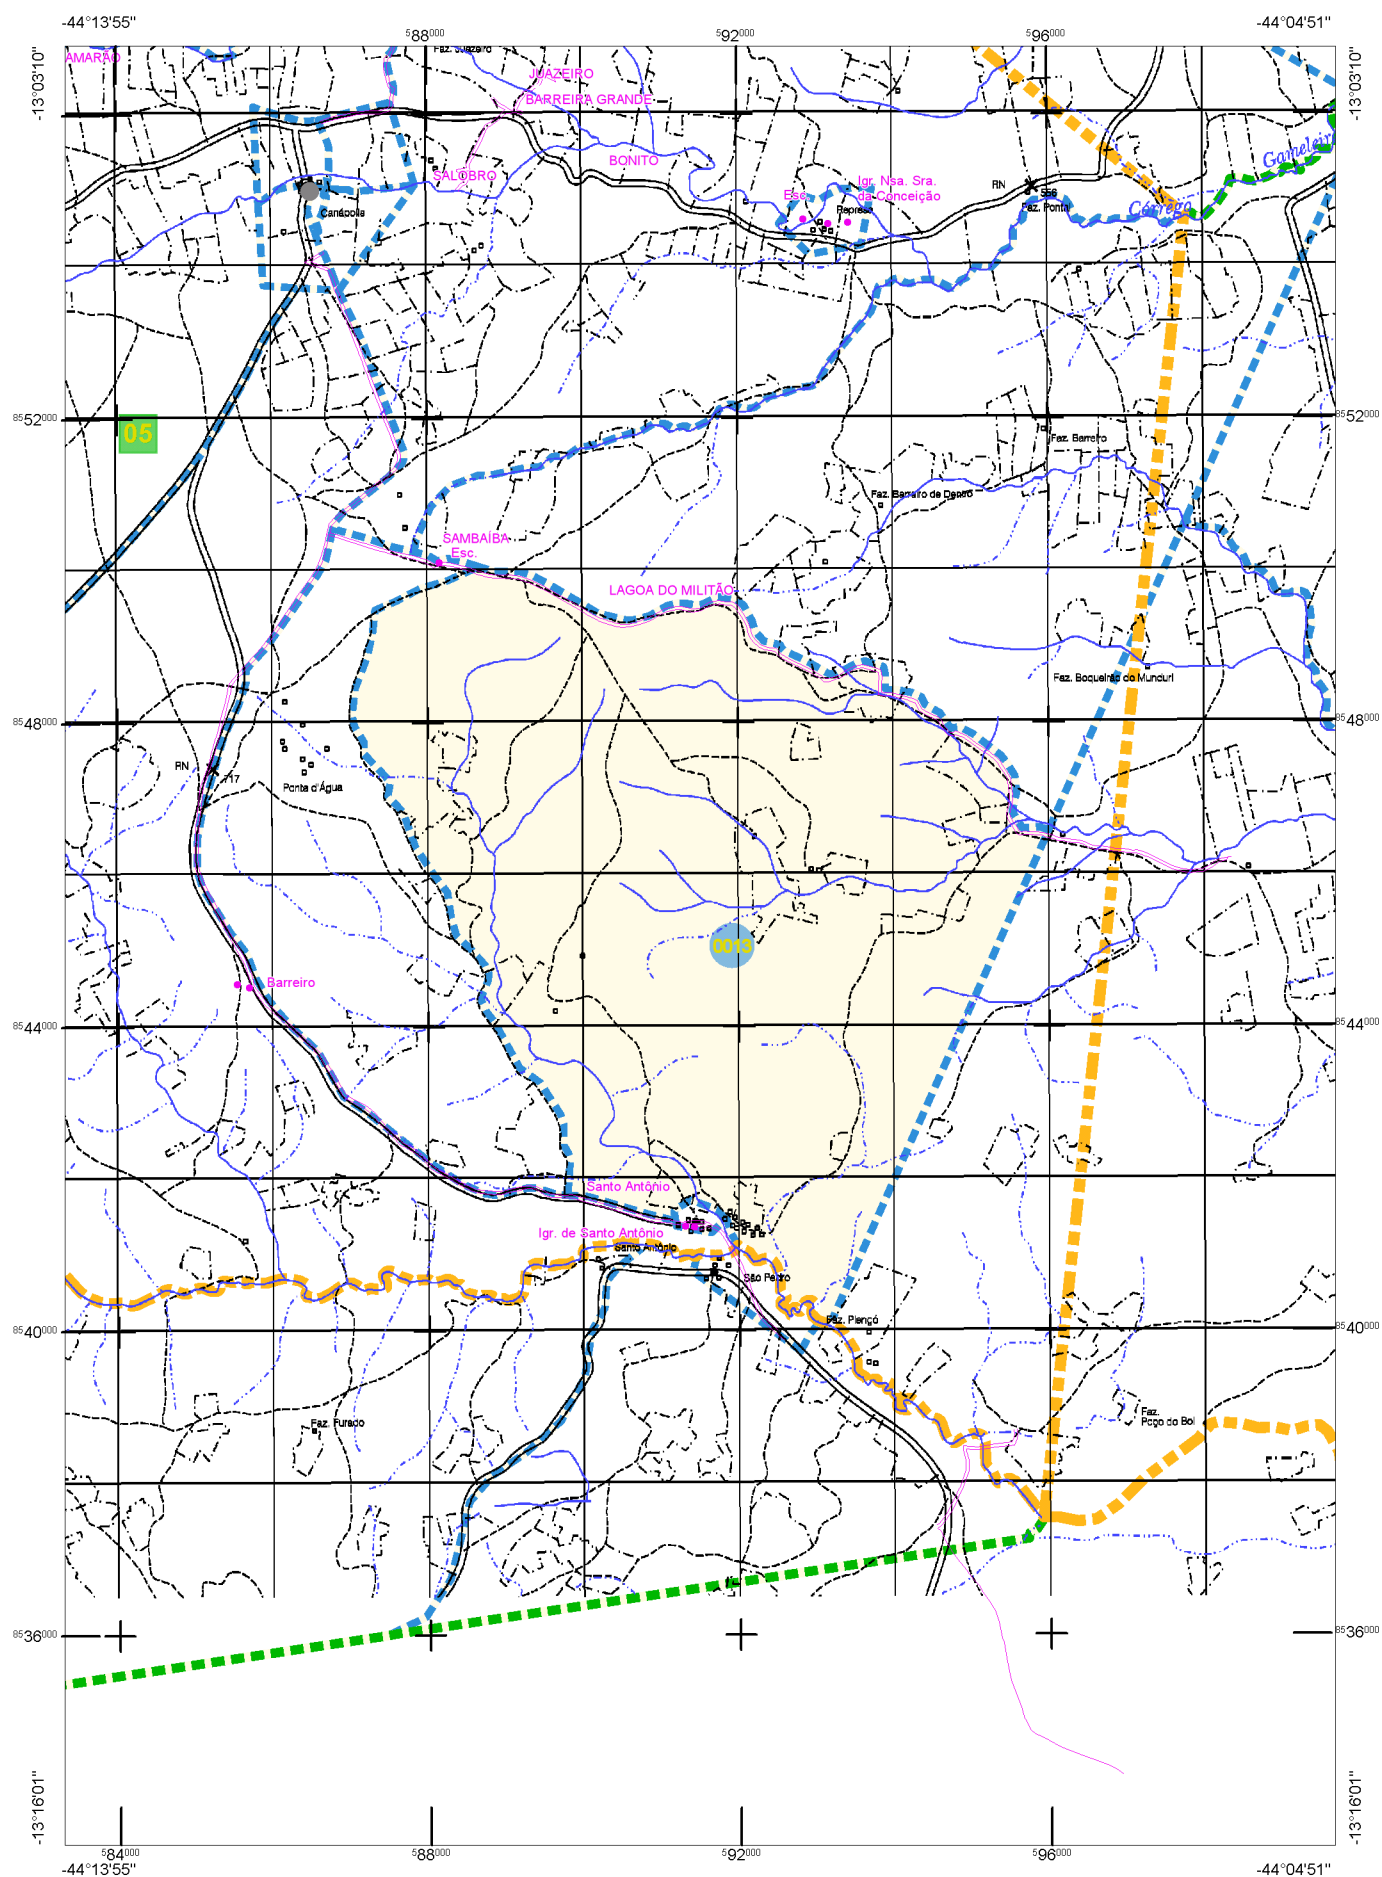 -44°13'55"
-44°04'51"
588000
592000
596000
-13°03'10"
-13°03'10"
AMARÃO
Faz. Juazeiro
JUAZEIRO
BARREIRA GRANDE
BONITO
SALOBRO
Gameleira
Esc.
Igr. Nsa. Sra.
da Conceição
RN
556
Represa
Faz. Pontal
Córrego
Canápolis
8552000
8552000
05
Faz. Barreiro
Faz. Barreiro de Dentro
SAMBAÍBA
Esc.
LAGOA DO MILITÃO
Faz. Boqueirão do Munduri
8548000
8548000
RN
717
Ponta d'Água
0013
Barreiro
8544000
8544000
Santo Antônio
Igr. de Santo Antônio
Santo Antônio
São Pedro
Faz. Piengó
8540000
8540000
Faz.
Poço do Boi
Faz. Furado
8536000
8536000
-13°16'01"
-13°16'01"
584000
588000
592000
596000
-44°13'55"
-44°04'51"